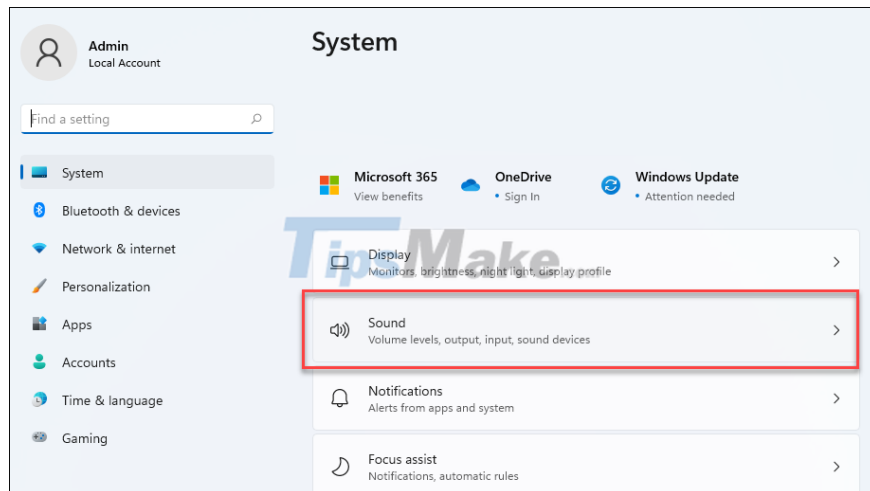 Admin
Local Account
Find a setting
System
Bluetooth & devices
Network & internet
Personalization
Apps
Accounts
Time & language
Gaming
System
Microsoft 365
View benefits
OneDrive
• Sign In
Windows Update
• Attention needed
TipsMake.com
Display
Monitors, brightness, night light, display profile
Sound
Volume levels, output, input, sound devices
Notifications
Alerts from apps and system
Focus assist
Notifications, automatic rules